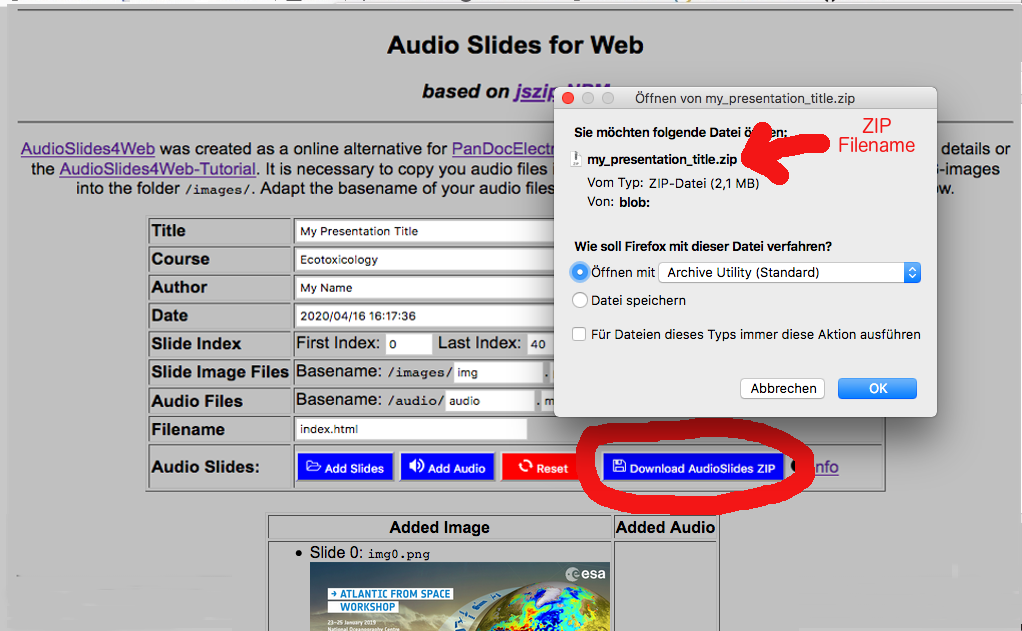 Audio Slides for Web
based on jszip NPM
AudioSlides4Web was created as a online alternative for PanDocElectr details or
the AudioSlides4Web-Tutorial. It is necessary to copy you audio files i -images
into the folder /images/. Adapt the basename of your audio files w.
Öffnen von my_presentation_title.zip
Sie möchten folgende Datei öffnen:
my_presentation_title.zip
Vom Typ: ZIP-Datei (2,1 MB)
Von: blob:
ZIP
Filename
Wie soll Firefox mit dieser Datei verfahren?
Öffnen mit Archive Utility (Standard)
Datei speichern
Für Dateien dieses Typs immer diese Aktion ausführen
Abbrechen OK
Title My Presentation Title
Course Ecotoxicology
Author My Name
Date 2020/04/16 16:17:36
Slide Index First Index: 0 Last Index: 40
Slide Image Files Basename: /images/ img .
Audio Files Basename: /audio/ audio . m
Filename index.html
Audio Slides: Add Slides Add Audio Reset Download AudioSlides ZIP nfo
Added Image Added Audio
• Slide 0: img0.png
esa
→ ATLANTIC FROM SPACE
WORKSHOP
23–25 January 2019
National Oceanography Centre